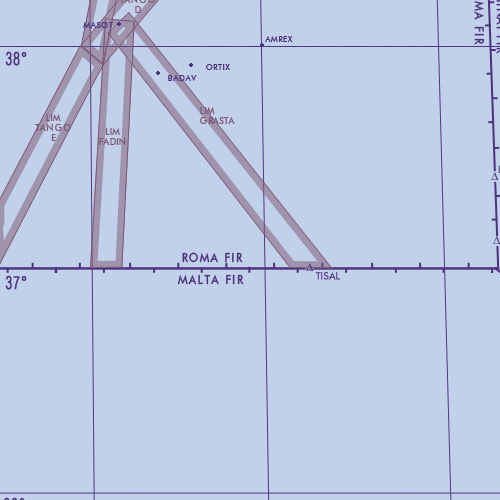 TANGO
D
MASOT
AMREX
38°
ORTIX
BADAV
LIM
GRASTA
LIM
TANGO
E
LIM
FADIN
MA FIR
ROMA FIR
MALTA FIR
37°
TISAL